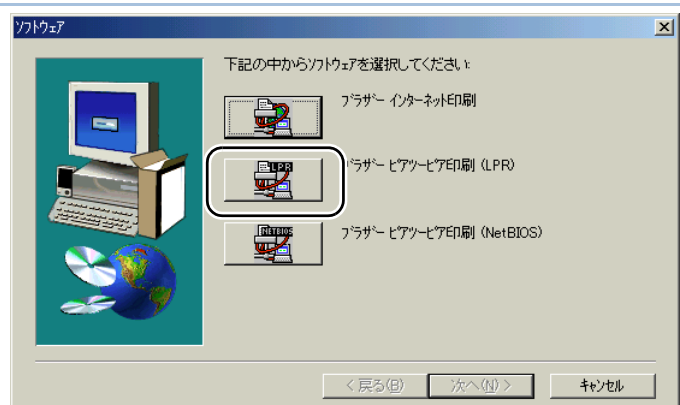 ソフトウェア
下記の中からソフトウェアを選択してください:
ブラザー インターネット印刷
LPR
ブラザー ピアツーピア印刷 (LPR)
NETBIOS
ブラザー ピアツーピア印刷 (NetBIOS)
< 戻る(B)
次へ(N) >
キャンセル